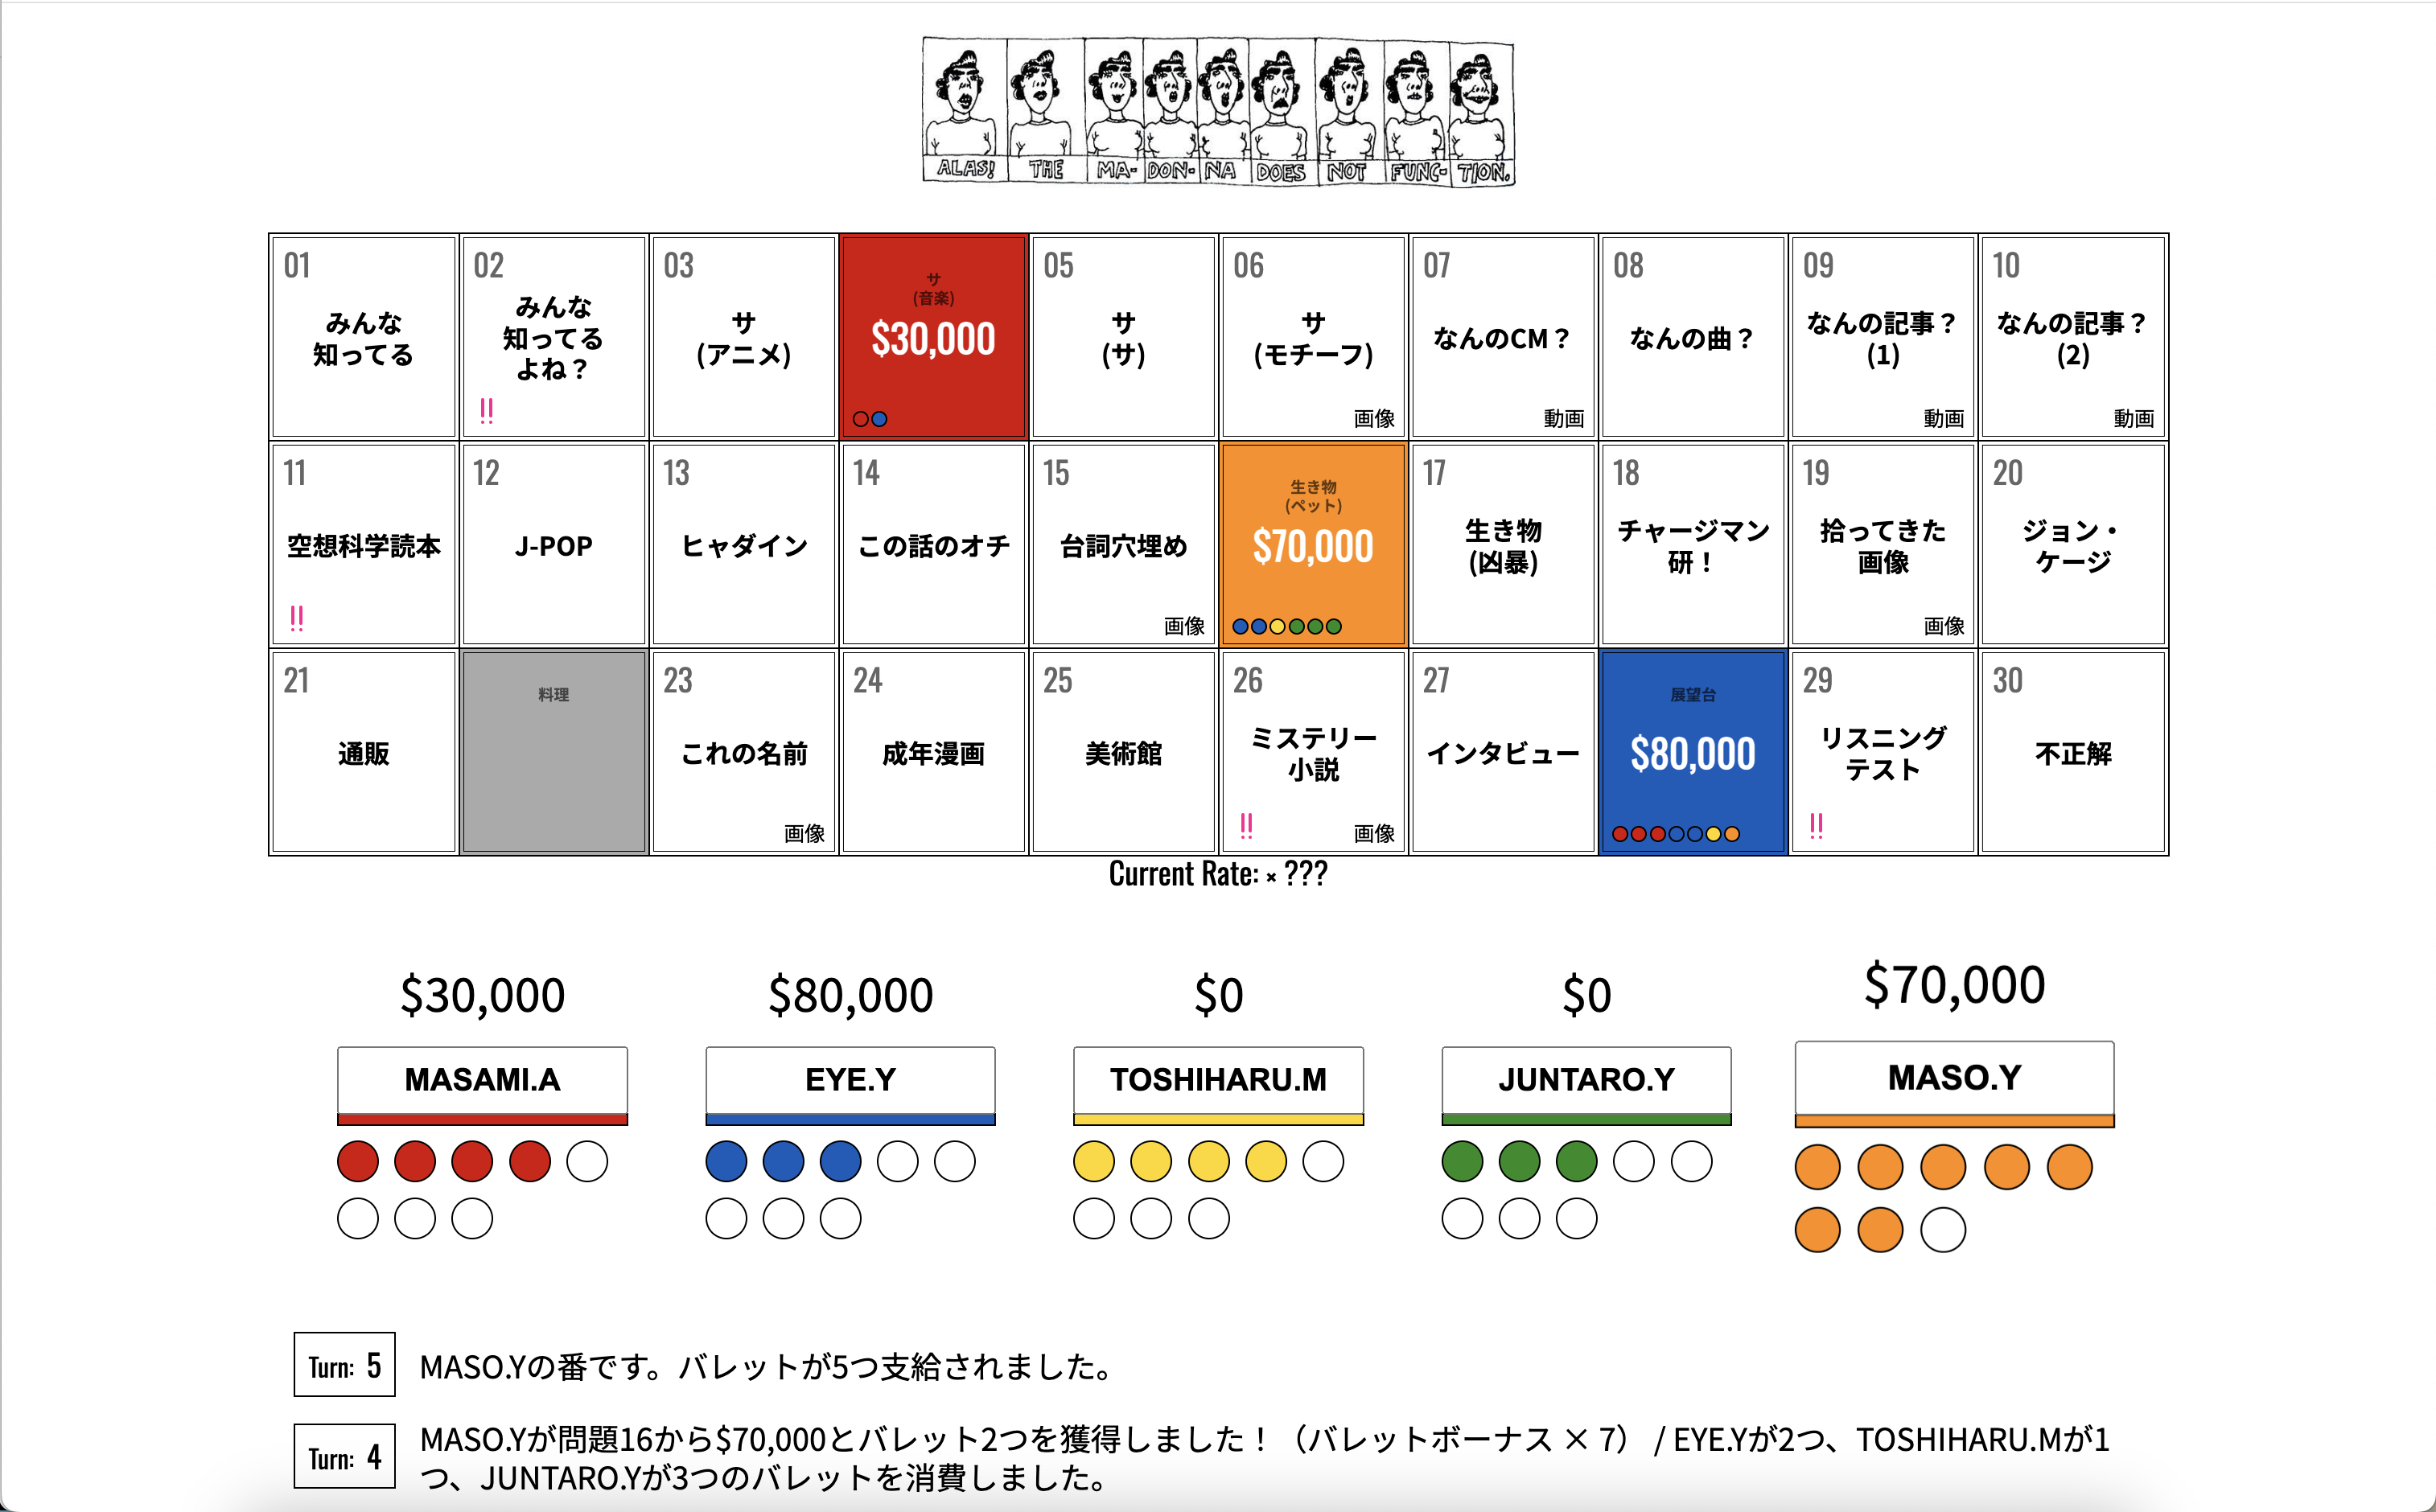 ALAS! THE MA- DON- NA DOES NOT FUNC- TION.
01
みんな
知ってる
02
みんな
知ってる
よね？
!!
03
サ
(アニメ)
サ
(音楽)
$30,000
05
サ
(サ)
06
サ
(モチーフ)
画像
07
なんのCM？
動画
08
なんの曲？
09
なんの記事？
(1)
動画
10
なんの記事？
(2)
動画
11
空想科学読本
!!
12
J-POP
13
ヒャダイン
14
この話のオチ
15
台詞穴埋め
画像
生き物
(ペット)
$70,000
17
生き物
(凶暴)
18
チャージマン
研！
19
拾ってきた
画像
画像
20
ジョン・
ケージ
21
通販
料理
23
これの名前
画像
24
成年漫画
25
美術館
26
ミステリー
小説
!!
画像
27
インタビュー
展望台
$80,000
29
リスニング
テスト
!!
30
不正解
Current Rate: × ???
$30,000
MASAMI.A
$80,000
EYE.Y
$0
TOSHIHARU.M
$0
JUNTARO.Y
$70,000
MASO.Y
Turn: 5
MASO.Yの番です。バレットが5つ支給されました。
Turn: 4
MASO.Yが問題16から$70,000とバレット2つを獲得しました！（バレットボーナス × 7） / EYE.Yが2つ、TOSHIHARU.Mが1
つ、JUNTARO.Yが3つのバレットを消費しました。